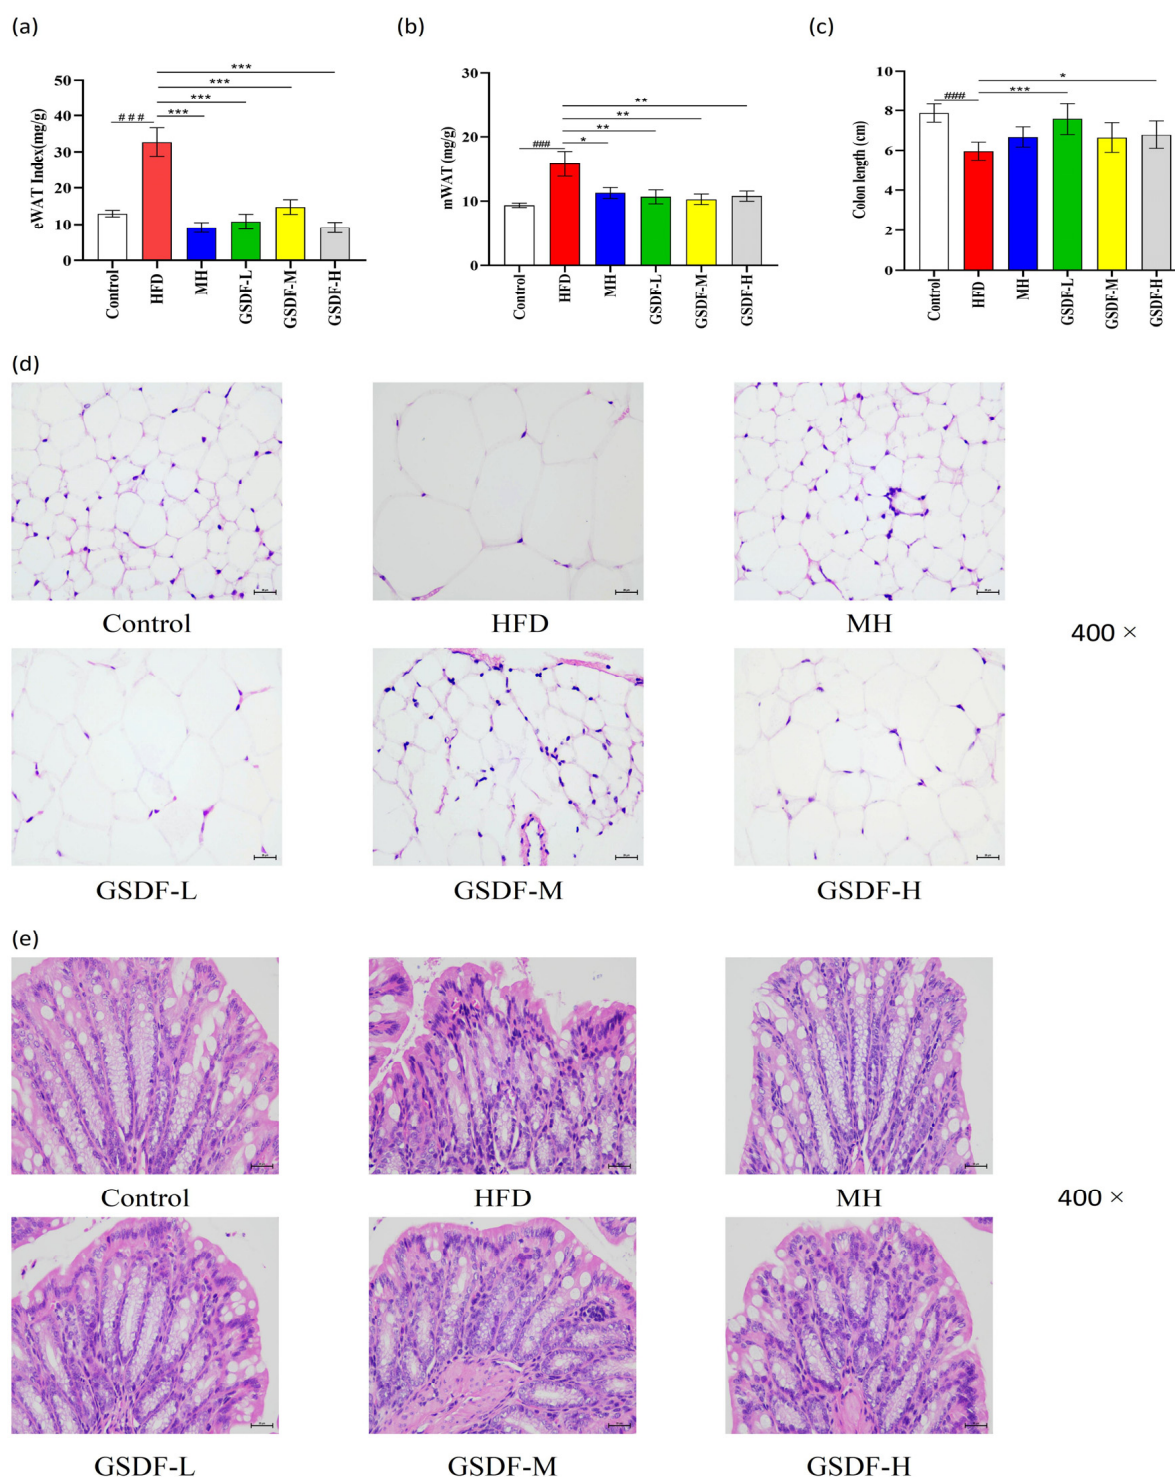 (a)
(b)
(c)
eWAT Index(mg/g)
50
40
30
20
10
0
###
***
***
***
***
Control
HFD
MH
GSDF-L
GSDF-M
GSDF-H
mWAT (mg/g)
30
20
10
0
###
*
**
**
**
Control
HFD
MH
GSDF-L
GSDF-M
GSDF-H
Colon length (cm)
10
8
6
4
2
0
###
***
*
Control
HFD
MH
GSDF-L
GSDF-M
GSDF-H
(d)
Control
HFD
MH
400 ×
GSDF-L
GSDF-M
GSDF-H
(e)
Control
HFD
MH
400 ×
GSDF-L
GSDF-M
GSDF-H